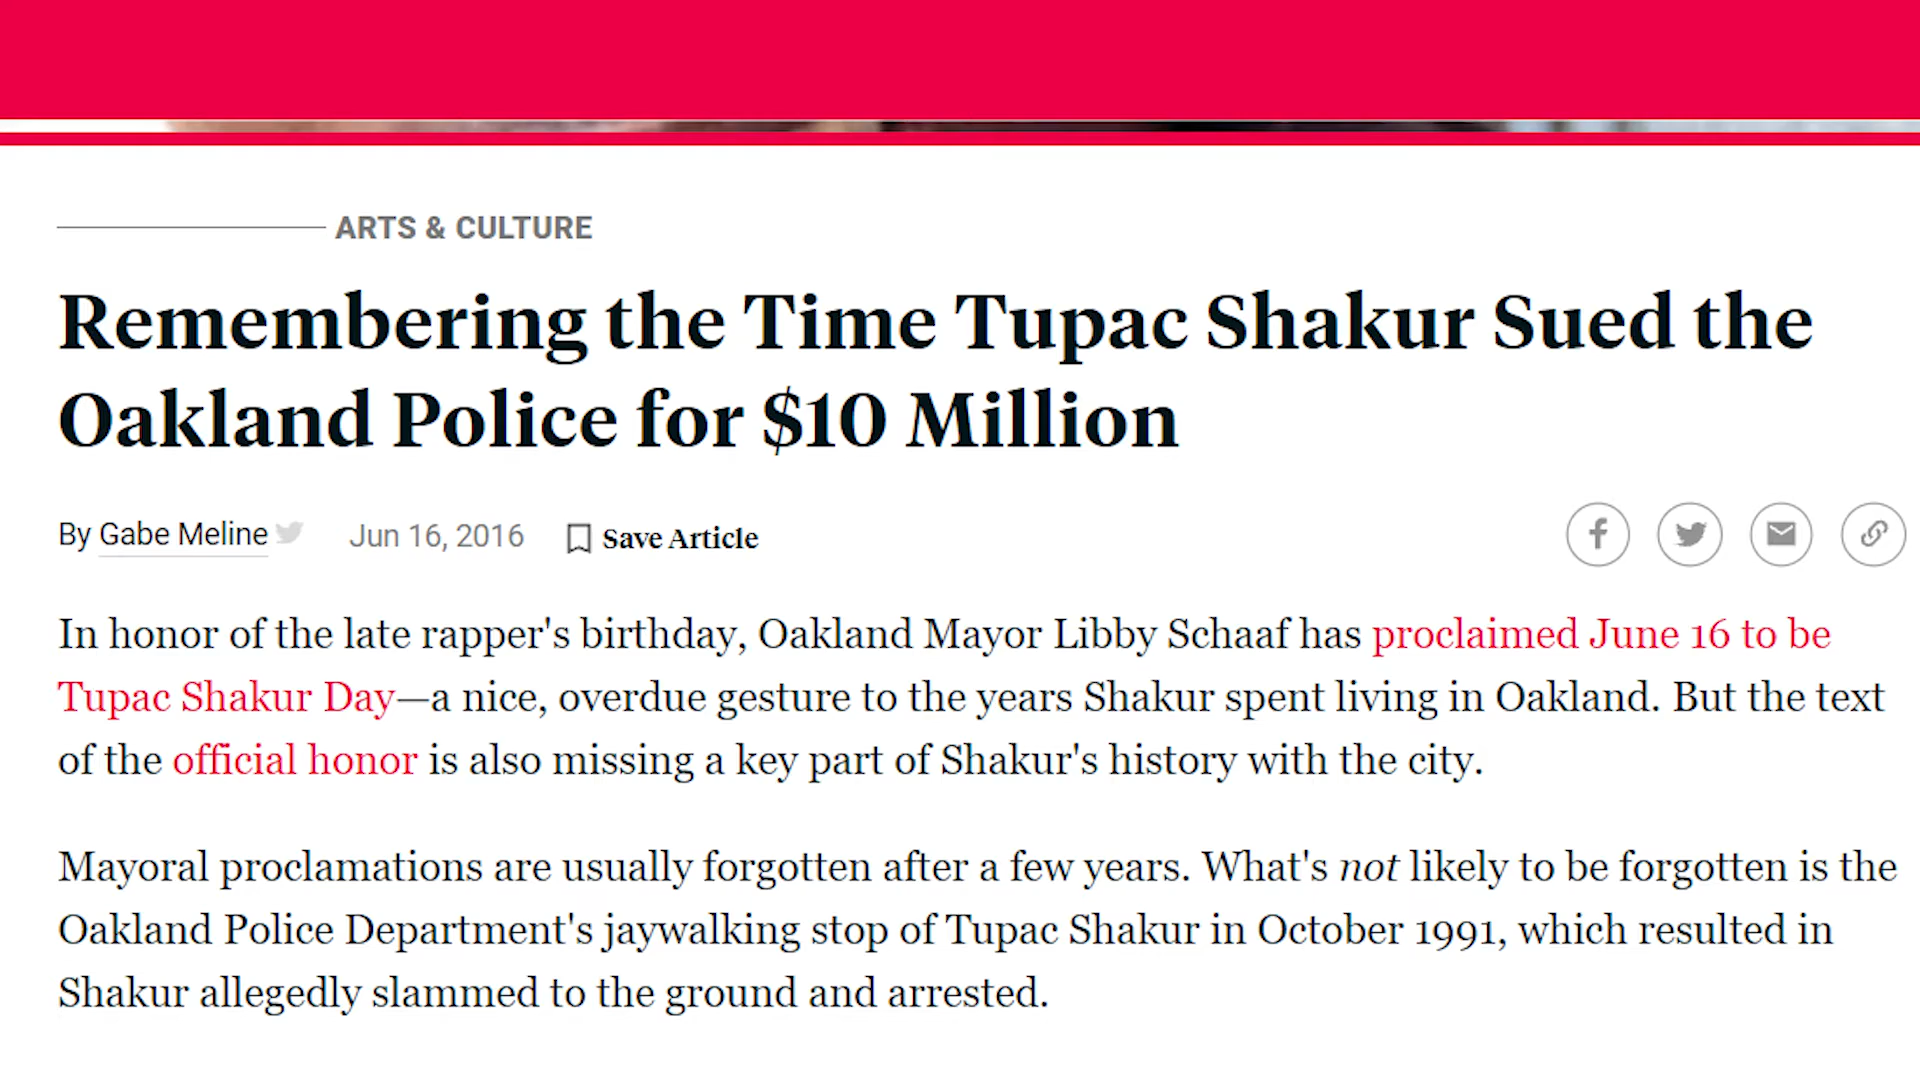 ARTS & CULTURE
Remembering the Time Tupac Shakur Sued the
Oakland Police for $10 Million
By Gabe Meline Jun 16, 2016 Save Article
In honor of the late rapper's birthday, Oakland Mayor Libby Schaaf has proclaimed June 16 to be
Tupac Shakur Day—a nice, overdue gesture to the years Shakur spent living in Oakland. But the text
of the official honor is also missing a key part of Shakur's history with the city.
Mayoral proclamations are usually forgotten after a few years. What's not likely to be forgotten is the
Oakland Police Department's jaywalking stop of Tupac Shakur in October 1991, which resulted in
Shakur allegedly slammed to the ground and arrested.